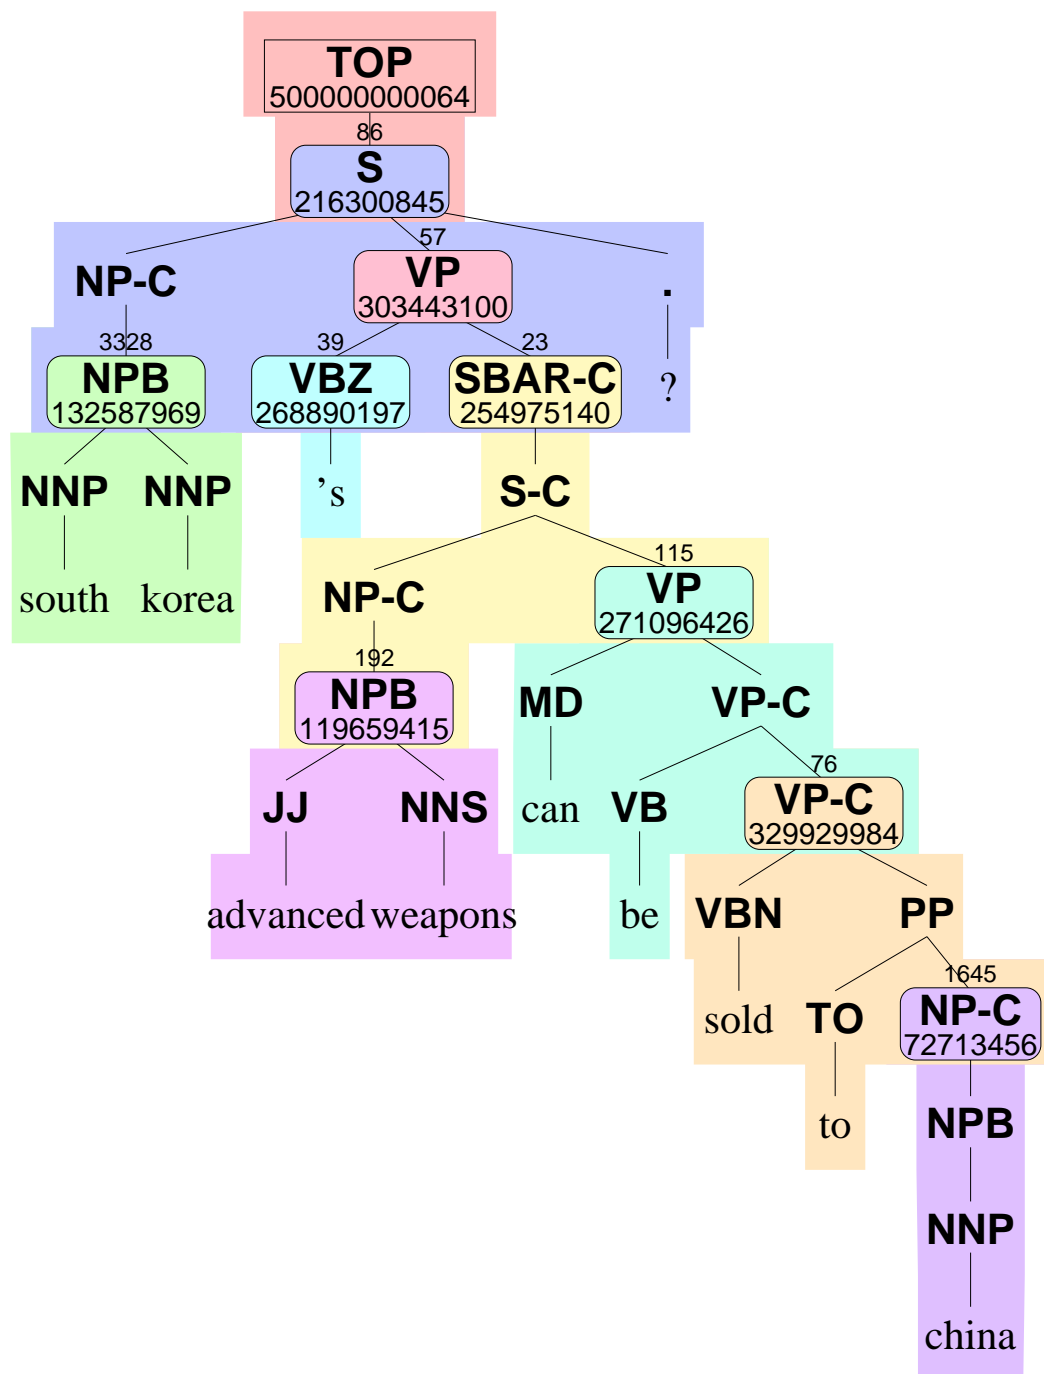 TOP
500000000064
86
S
216300845
57
NP-C VP .
303443100
3328 39 23
NPB VBZ SBAR-C ?
132587969 268890197 254975140
NNP NNP 's S-C
115
south korea NP-C VP
271096426
192
NPB MD VP-C
119659415
76
JJ NNS can VB VP-C
329929984
advanced weapons be VBN PP
1645
sold TO NP-C
72713456
to NPB
NNP
china